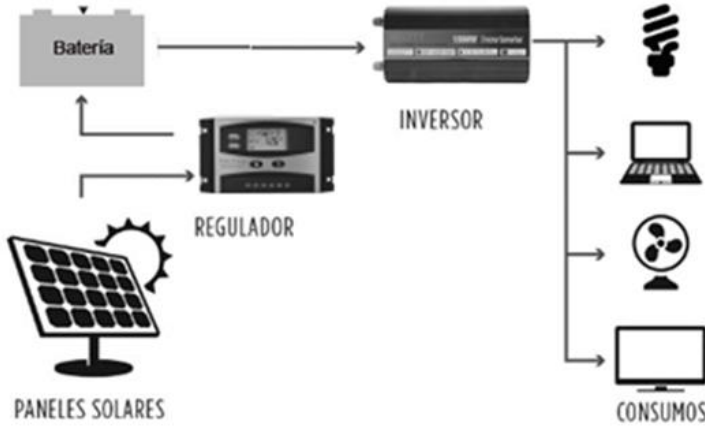 Batería
INVERSOR
REGULADOR
PANELES SOLARES
CONSUMOS